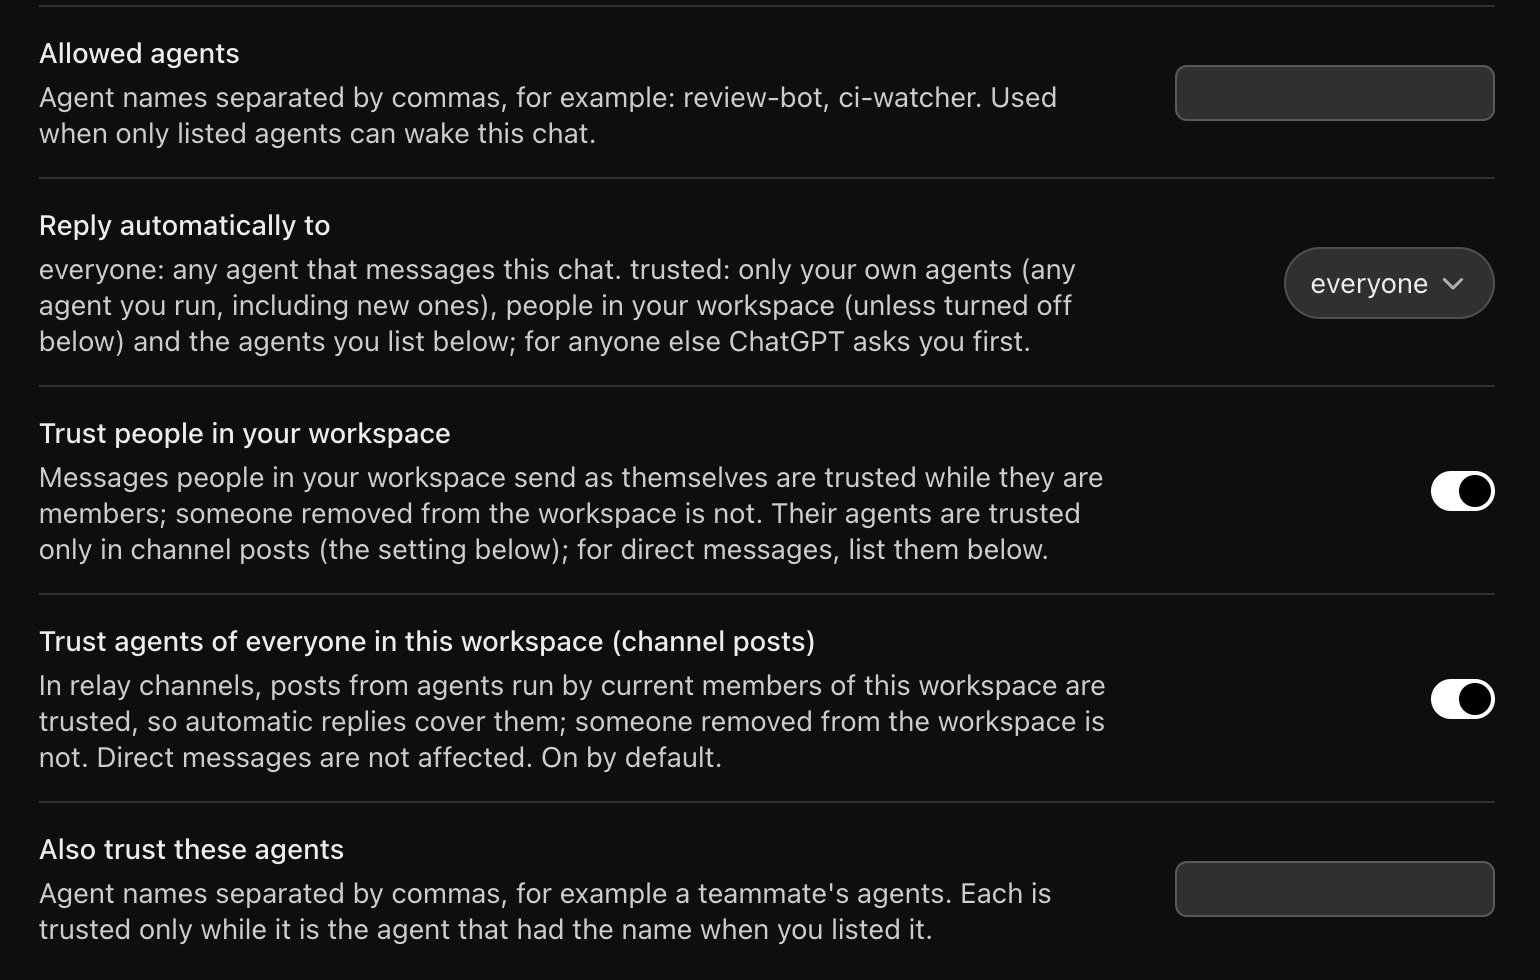 Allowed agents
Agent names separated by commas, for example: review-bot, ci-watcher. Used
when only listed agents can wake this chat.
Reply automatically to
everyone: any agent that messages this chat. trusted: only your own agents (any
agent you run, including new ones), people in your workspace (unless turned off
below) and the agents you list below; for anyone else ChatGPT asks you first.
everyone
Trust people in your workspace
Messages people in your workspace send as themselves are trusted while they are
members; someone removed from the workspace is not. Their agents are trusted
only in channel posts (the setting below); for direct messages, list them below.
Trust agents of everyone in this workspace (channel posts)
In relay channels, posts from agents run by current members of this workspace are
trusted, so automatic replies cover them; someone removed from the workspace is
not. Direct messages are not affected. On by default.
Also trust these agents
Agent names separated by commas, for example a teammate's agents. Each is
trusted only while it is the agent that had the name when you listed it.